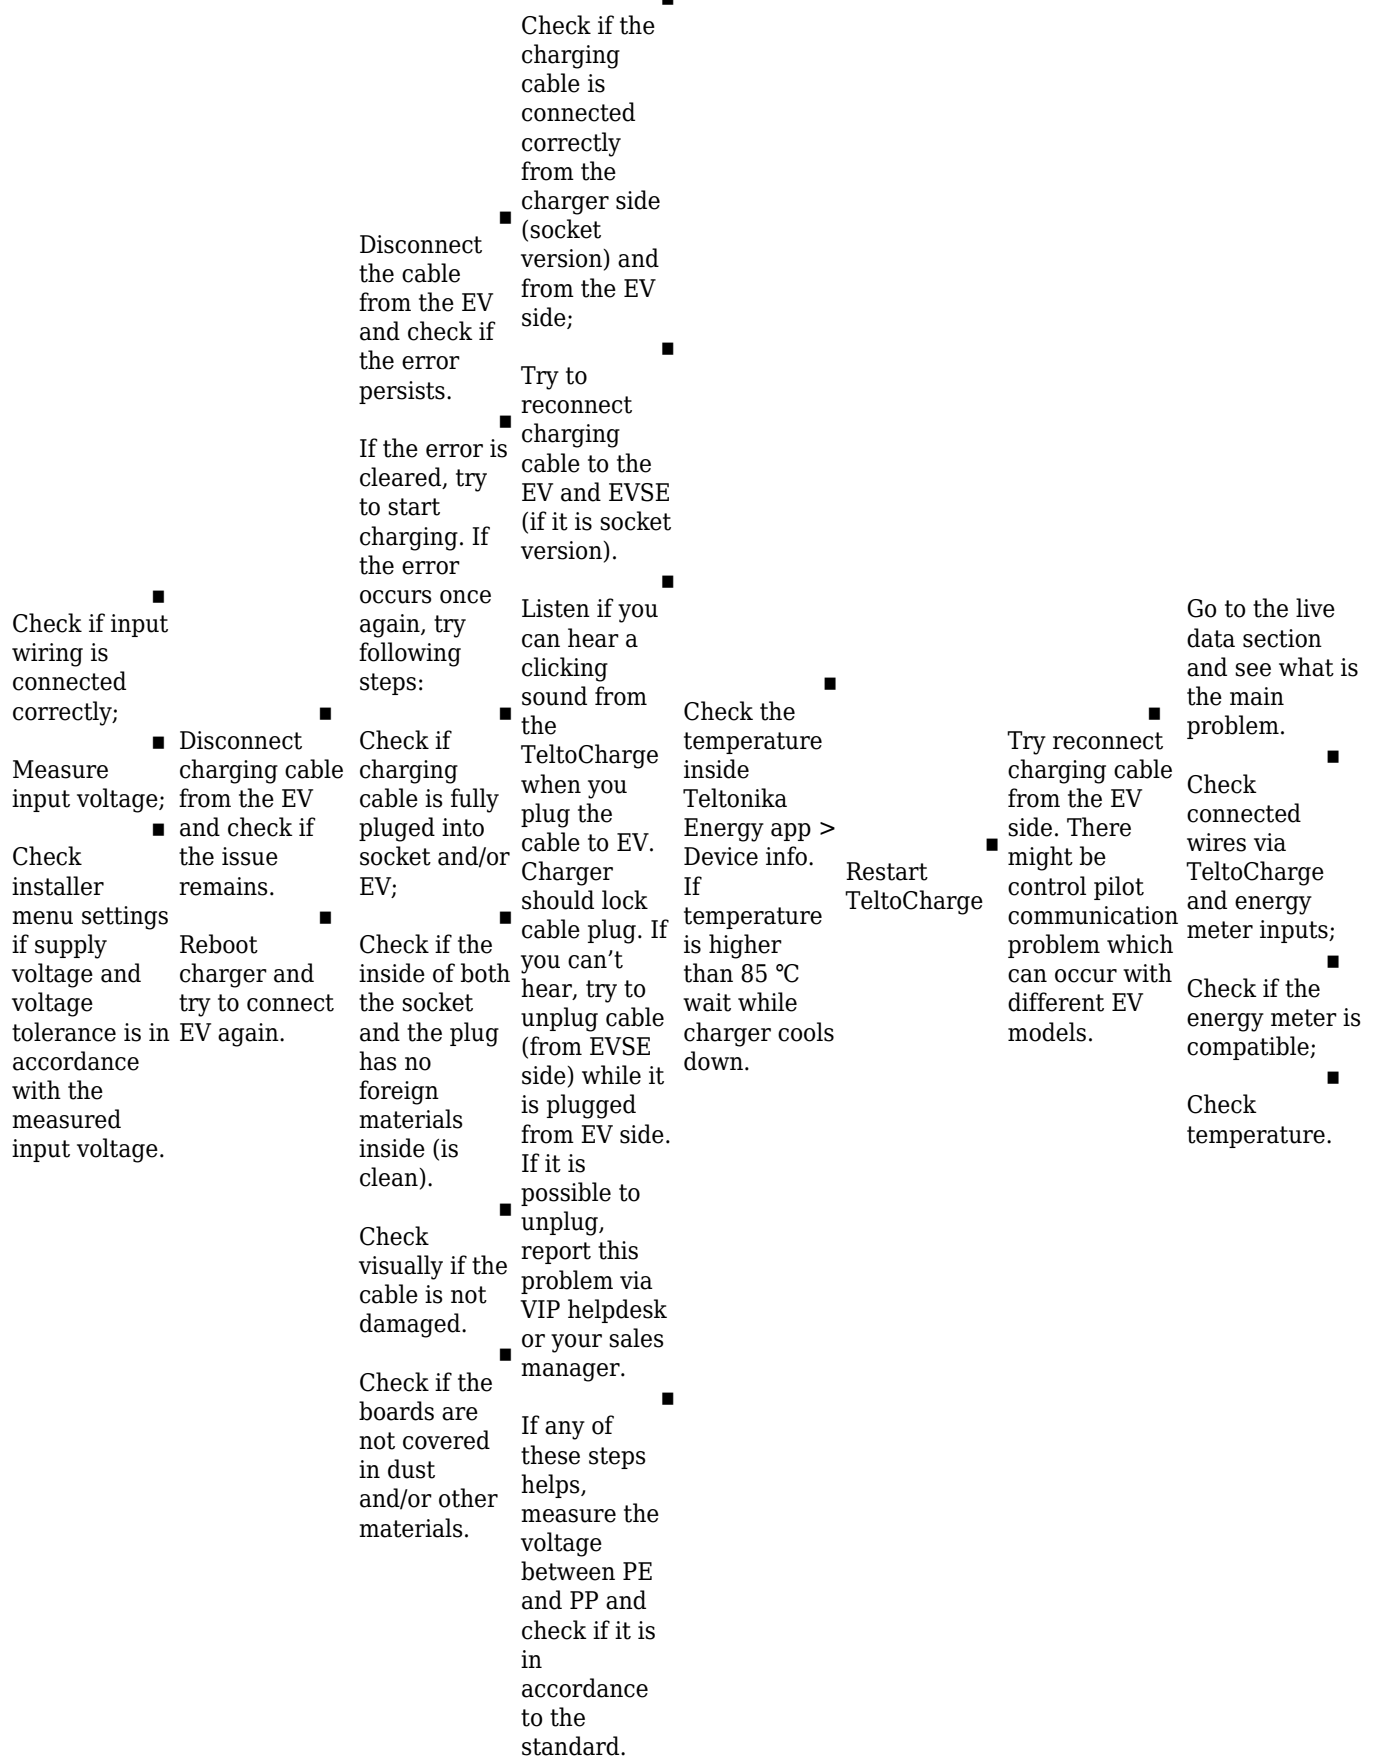 Check if input
wiring is
connected
correctly;
Measure
input voltage;
Check
installer
menu settings
if supply
voltage and
voltage
tolerance is in
accordance
with the
measured
input voltage.
Disconnect
charging cable
from the EV
and check if
the issue
remains.
Reboot
charger and
try to connect
EV again.
Disconnect
the cable
from the EV
and check if
the error
persists.
If the error is
cleared, try
to start
charging. If
the error
occurs once
again, try
following
steps:
Check if
charging
cable is fully
pluged into
socket and/or
EV;
Check if the
inside of both
the socket
and the plug
has no
foreign
materials
inside (is
clean).
Check
visually if the
cable is not
damaged.
Check if the
boards are
not covered
in dust
and/or other
materials.
Check if the
charging
cable is
connected
correctly
from the
charger side
(socket
version) and
from the EV
side;
Try to
reconnect
charging
cable to the
EV and EVSE
(if it is socket
version).
Listen if you
can hear a
clicking
sound from
the
TeltoCharge
when you
plug the
cable to EV.
Charger
should lock
cable plug. If
you can't
hear, try to
unplug cable
(from EVSE
side) while it
is plugged
from EV side.
If it is
possible to
unplug,
report this
problem via
VIP helpdesk
or your sales
manager.
If any of
these steps
helps,
measure the
voltage
between PE
and PP and
check if it is
in
accordance
to the
standard.
Check the
temperature
inside
Teltonika
Energy app >
Device info.
If
temperature
is higher
than 85 ℃
wait while
charger cools
down.
Restart
TeltoCharge
Try reconnect
charging cable
from the EV
side. There
might be
control pilot
communication
problem which
can occur with
different EV
models.
Go to the live
data section
and see what is
the main
problem.
Check
connected
wires via
TeltoCharge
and energy
meter inputs;
Check if the
energy meter is
compatible;
Check
temperature.